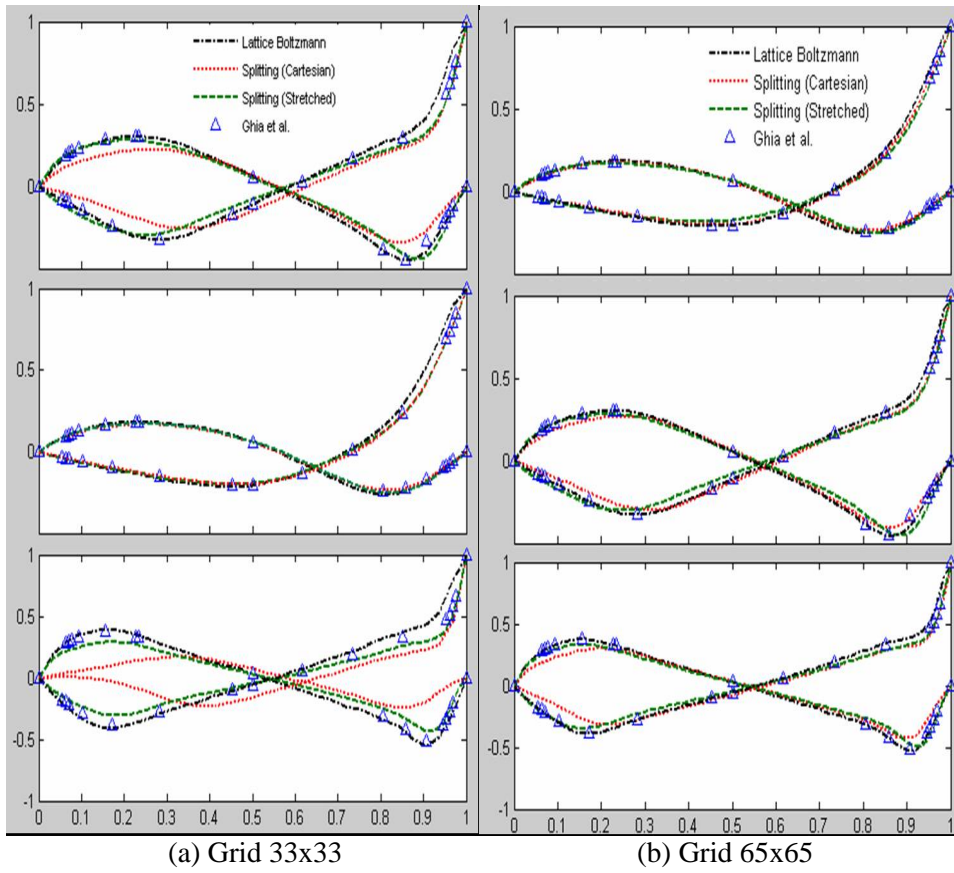 1
0.5
0
Lattice Boltzmann
Splitting (Cartesian)
Splitting (Stretched)
Ghia et al.
1
0.5
0
1
0.5
0
-0.5
-1
0 0.1 0.2 0.3 0.4 0.5 0.6 0.7 0.8 0.9 1
(a) Grid 33x33
1
0.5
0
Lattice Boltzmann
Splitting (Cartesian)
Splitting (Stretched)
Ghia et al.
1
0.5
0
1
0.5
0
-0.5
-1
0 0.1 0.2 0.3 0.4 0.5 0.6 0.7 0.8 0.9 1
(b) Grid 65x65